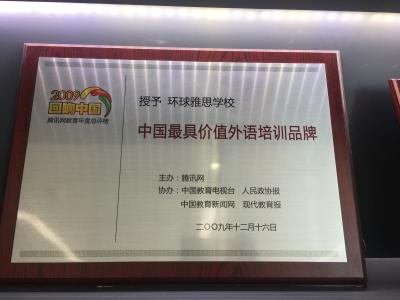 2009
回响中国
腾讯网教育年度总评榜
授予 环球雅思学校
中国最具价值外语培训品牌
主办：腾讯网
协办：中国教育电视台 人民政协报
中国教育新闻网 现代教育报
二〇〇九年十二月十六日